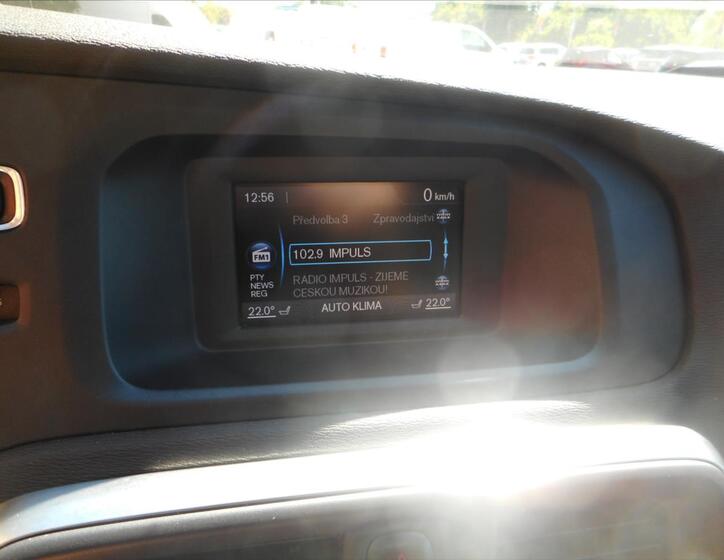 12:56
0 km/h
Předvolba 3 Zpravodajství
FM1
102.9 IMPULS
PTY
NEWS
REG
RADIO IMPULS - ZIJEME
CESKOU MUZIKOU!
22.0° AUTO KLIMA 22.0°